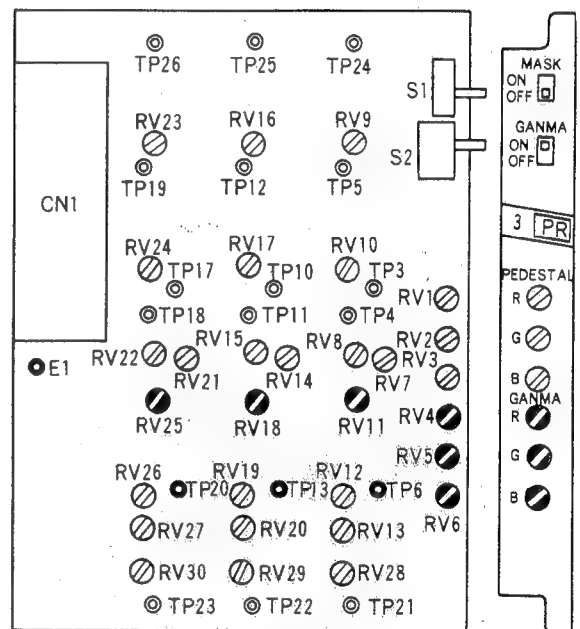 TP26 TP25 TP24
MASK
ON
OFF
S1
RV23 RV16 RV9
GANMA
ON
OFF
S2
TP19 TP12 TP5
CN1
3 PR
RV24 RV17 RV10
TP17 TP10 TP3
PEDESTAL
RV1 R
TP18 TP11 TP4
RV2 G
RV22 RV15 RV8 RV3
E1
RV21 RV14 RV7
B
GANMA
RV4 R
RV25 RV18 RV11
RV5 G
RV26 RV19 RV12
TP20 TP13 TP6
B
RV6
RV27 RV20 RV13
RV30 RV29 RV28
TP23 TP22 TP21